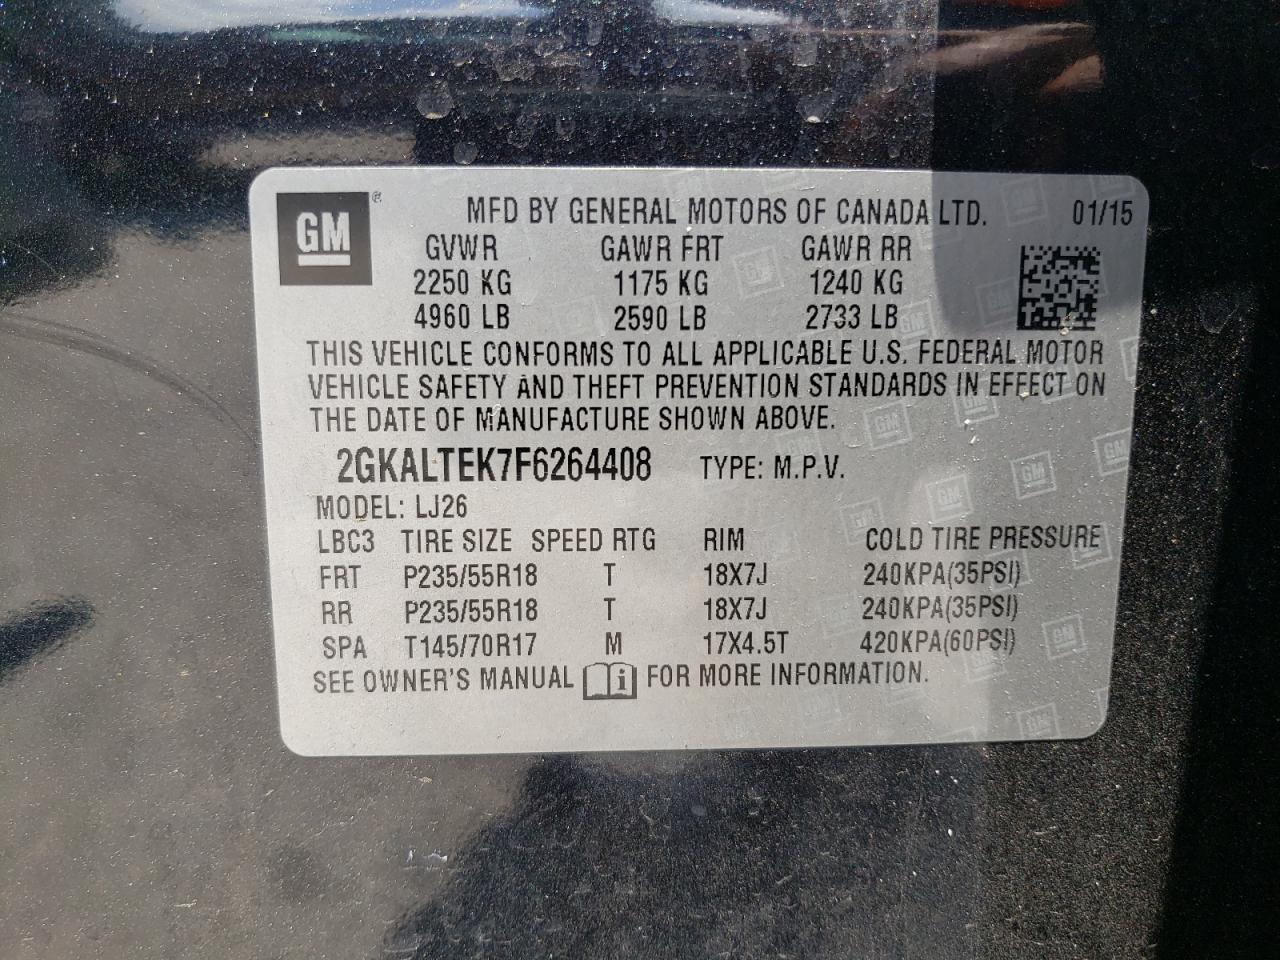 GM ®
MFD BY GENERAL MOTORS OF CANADA LTD. 01/15
GVWR GAWR FRT GAWR RR
2250 KG 1175 KG 1240 KG
4960 LB 2590 LB 2733 LB
THIS VEHICLE CONFORMS TO ALL APPLICABLE U.S. FEDERAL MOTOR
VEHICLE SAFETY AND THEFT PREVENTION STANDARDS IN EFFECT ON
THE DATE OF MANUFACTURE SHOWN ABOVE.
2GKALTEK7F6264408 TYPE: M.P.V.
MODEL: LJ26
LBC3 TIRE SIZE SPEED RTG RIM COLD TIRE PRESSURE
FRT P235/55R18 T 18X7J 240KPA(35PSI)
RR P235/55R18 T 18X7J 240KPA(35PSI)
SPA T145/70R17 M 17X4.5T 420KPA(60PSI)
SEE OWNER'S MANUAL i FOR MORE INFORMATION.